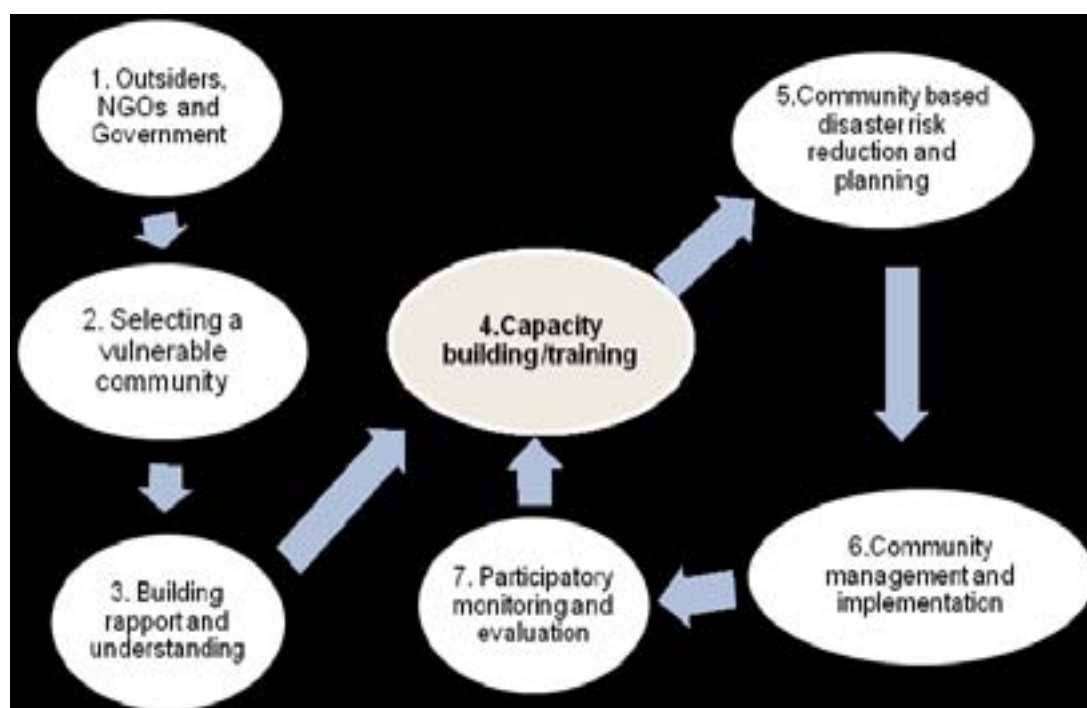 1. Outsiders,
NGOs and
Government
2. Selecting a
vulnerable
community
3. Building
rapport and
understanding
4.Capacity
building/training
5.Community based
disaster risk
reduction and
planning
6.Community
management and
implementation
7. Participatory
monitoring and
evaluation